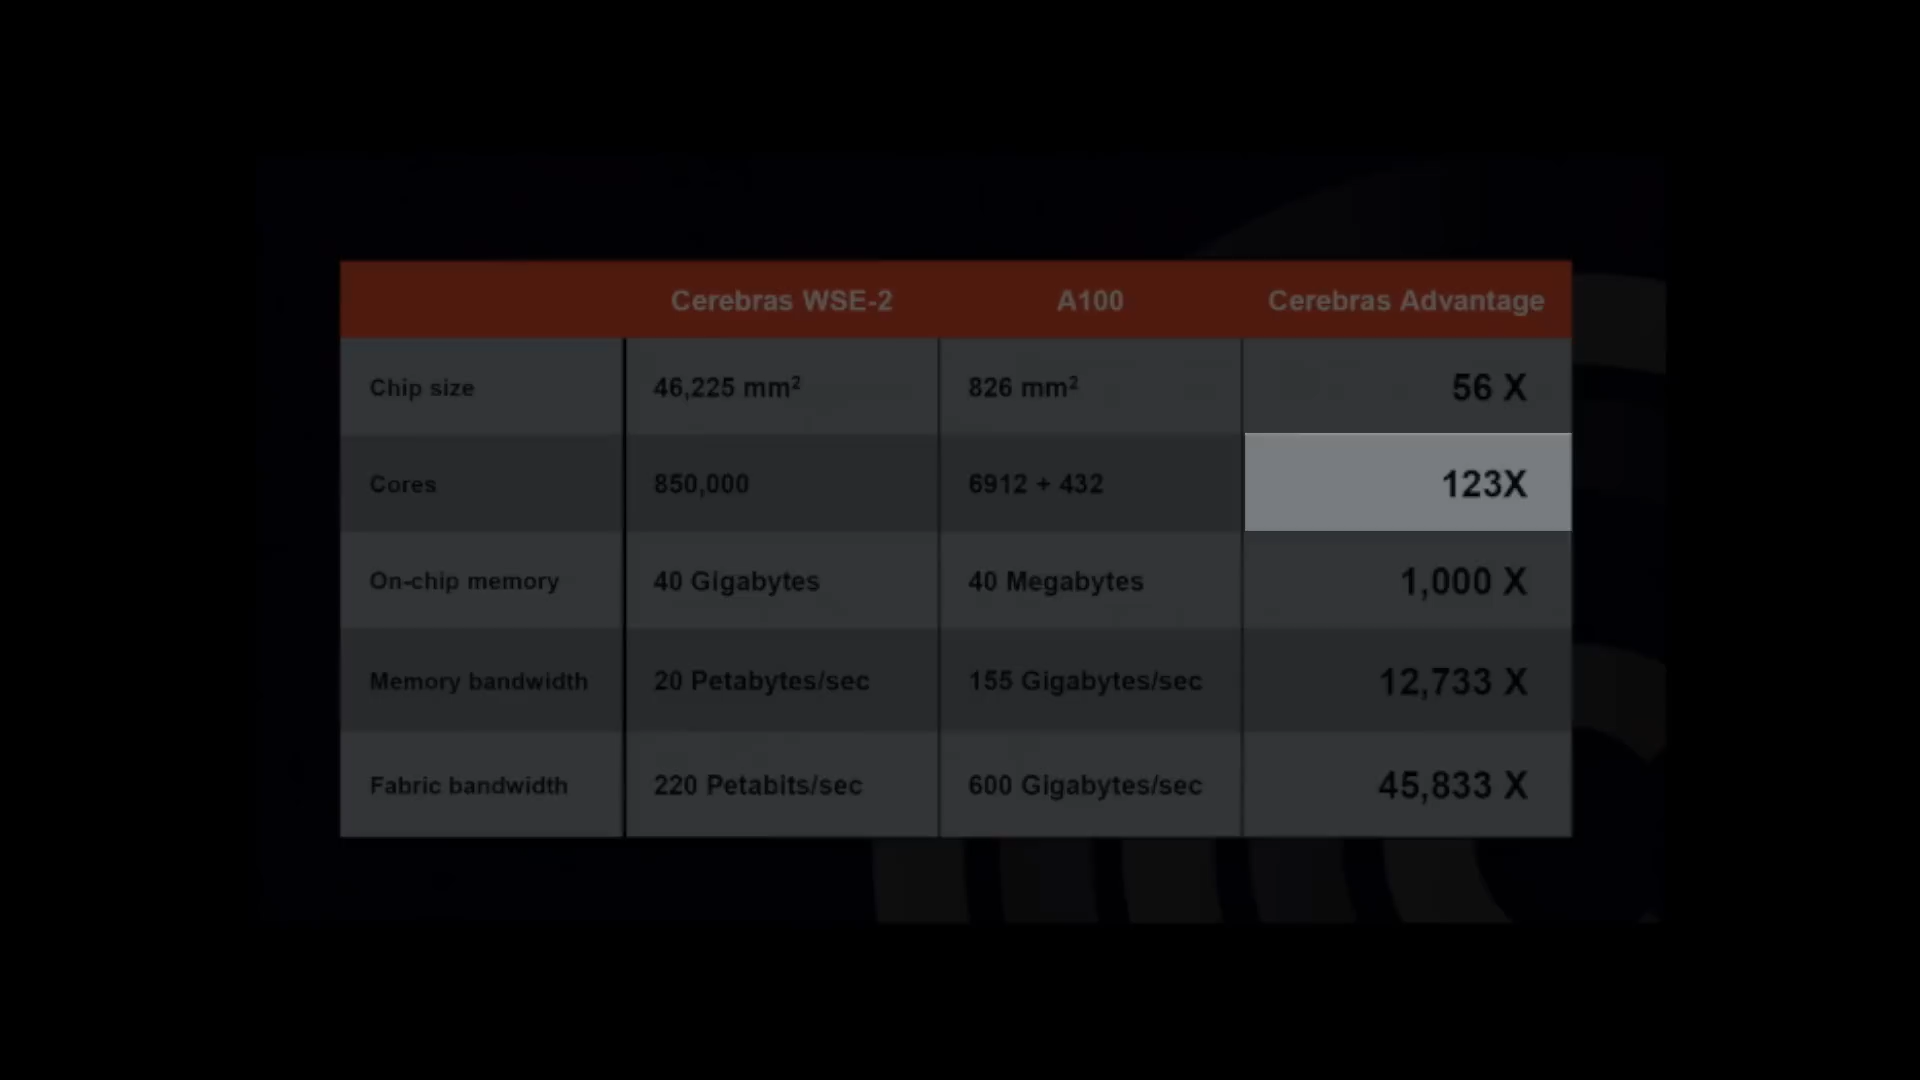 Cerebras WSE-2 A100 Cerebras Advantage
Chip size 46,225 mm² 826 mm² 56 X
Cores 850,000 6912 + 432 123X
On-chip memory 40 Gigabytes 40 Megabytes 1,000 X
Memory bandwidth 20 Petabytes/sec 155 Gigabytes/sec 12,733 X
Fabric bandwidth 220 Petabits/sec 600 Gigabytes/sec 45,833 X